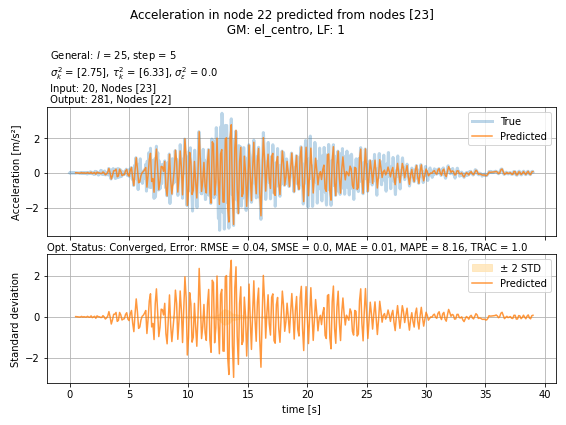 Acceleration in node 22 predicted from nodes [23]
GM: el_centro, LF: 1
General: l = 25, step = 5
σ²ₖ = [2.75], τ²ₖ = [6.33], σ²ε = 0.0
Input: 20, Nodes [23]
Output: 281, Nodes [22]
Acceleration [m/s²]
2
0
−2
True
Predicted
Opt. Status: Converged, Error: RMSE = 0.04, SMSE = 0.0, MAE = 0.01, MAPE = 8.16, TRAC = 1.0
Standard deviation
2
0
−2
± 2 STD
Predicted
0 5 10 15 20 25 30 35 40
time [s]